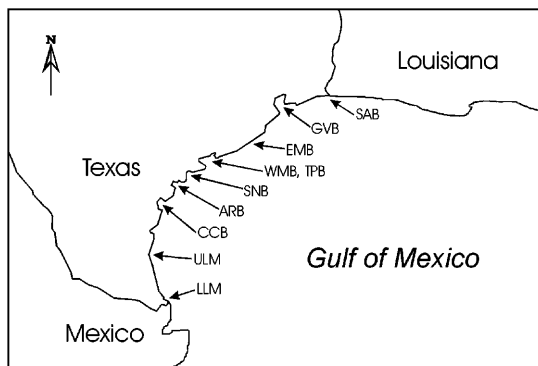 N
Louisiana
SAB
GVB
EMB
Texas
WMB, TPB
SNB
ARB
CCB
Gulf of Mexico
ULM
LLM
Mexico